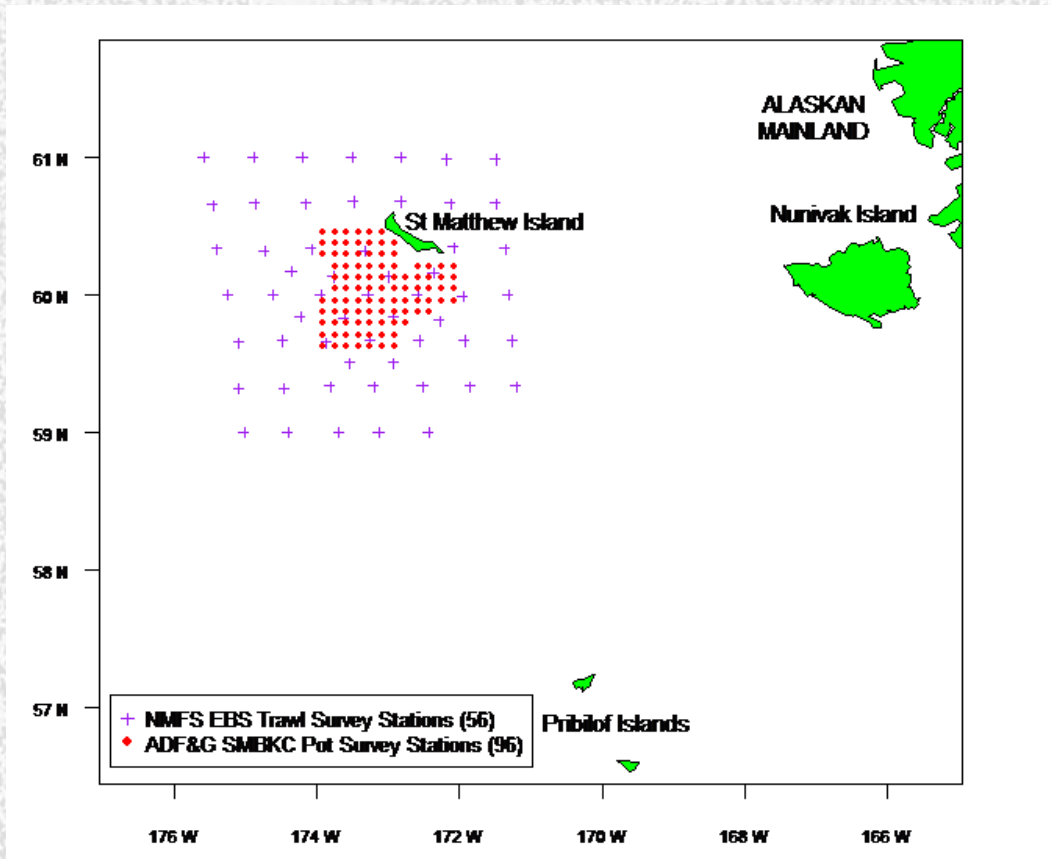 ALASKAN
MAINLAND
61 N
St Matthew Island
Nunivak Island
60 N
59 N
58 N
57 N
NMFS EBS Trawl Survey Stations (56)
ADF&G SMBKC Pot Survey Stations (96)
Pribilof Islands
176 W 174 W 172 W 170 W 168 W 166 W